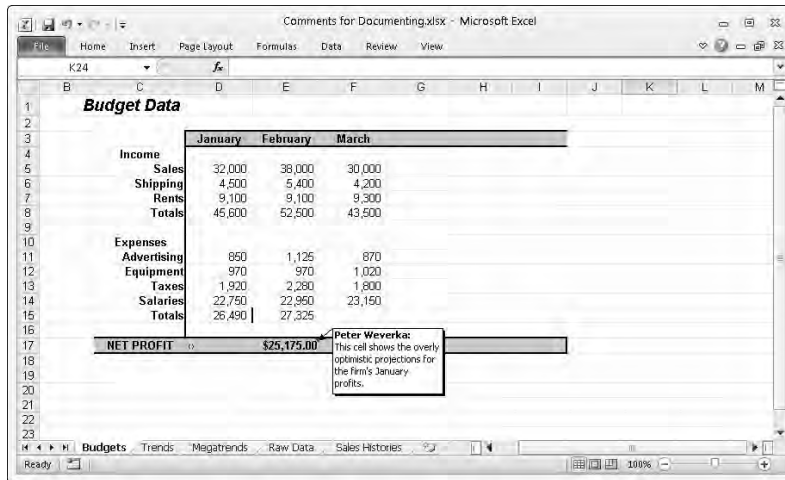 Comments for Documenting.xlsx - Microsoft Excel
File Home Insert Page Layout Formulas Data Review View
K24 fx
B C D E F G H I J K L M
1 Budget Data
2
3 January February March
4 Income
5 Sales 32,000 38,000 30,000
6 Shipping 4,500 5,400 4,200
7 Rents 9,100 9,100 9,300
8 Totals 45,600 52,500 43,500
9
10 Expenses
11 Advertising 850 1,125 870
12 Equipment 970 970 1,020
13 Taxes 1,920 2,280 1,800
14 Salaries 22,750 22,950 23,150
15 Totals 26,490 27,325
16
17 NET PROFIT $25,175.00
Peter Weverka:
This cell shows the overly
optimistic projections for
the firm's January
profits.
18
19
20
21
22
23
Budgets Trends Megatrends Raw Data Sales Histories
Ready 100%